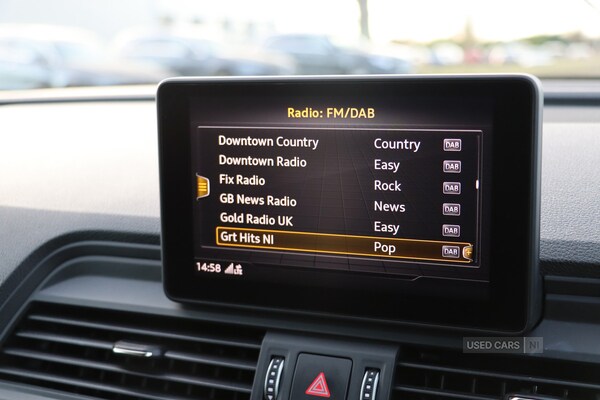 Radio: FM/DAB
Downtown Country Country DAB
Downtown Radio Easy DAB
Fix Radio Rock DAB
GB News Radio News DAB
Gold Radio UK Easy DAB
Grt Hits NI Pop DAB
14:58 LTE
USED CARS NI